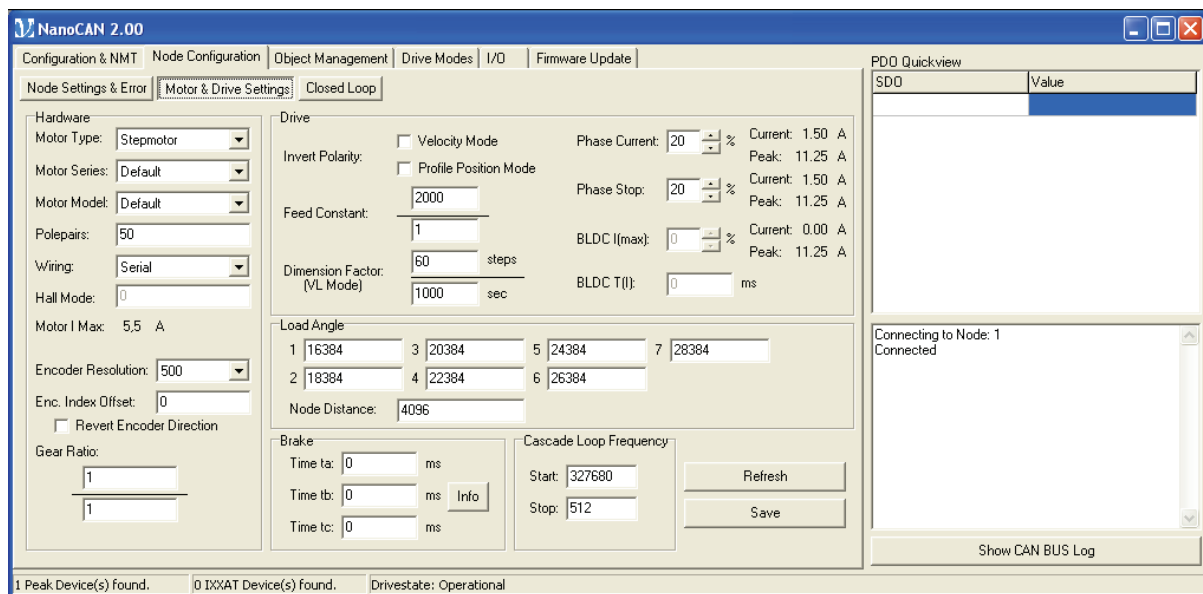 NanoCAN 2.00
Configuration & NMT Node Configuration Object Management Drive Modes I/O Firmware Update
Node Settings & Error Motor & Drive Settings Closed Loop
Hardware
Motor Type: Stepmotor
Motor Series: Default
Motor Model: Default
Polepairs: 50
Wiring: Serial
Hall Mode: 0
Motor I Max: 5,5 A
Encoder Resolution: 500
Enc. Index Offset: 0
Revert Encoder Direction
Gear Ratio:
1
1
Drive
Invert Polarity:
Velocity Mode
Profile Position Mode
Feed Constant:
2000
1
Dimension Factor:
(VL Mode)
60 steps
1000 sec
Phase Current: 20 % Current: 1.50 A
Peak: 11.25 A
Phase Stop: 20 % Current: 1.50 A
Peak: 11.25 A
BLDC I(max): 0 % Current: 0.00 A
Peak: 11.25 A
BLDC T(I): 0 ms
Load Angle
1 16384 3 20384 5 24384 7 28384
2 18384 4 22384 6 26384
Node Distance: 4096
Brake
Time ta: 0 ms
Time tb: 0 ms Info
Time tc: 0 ms
Cascade Loop Frequency
Start: 327680
Stop: 512
Refresh
Save
PDO Quickview
SDO Value
Connecting to Node: 1
Connected
Show CAN BUS Log
1 Peak Device(s) found. 0 IXXAT Device(s) found. Drivestate: Operational